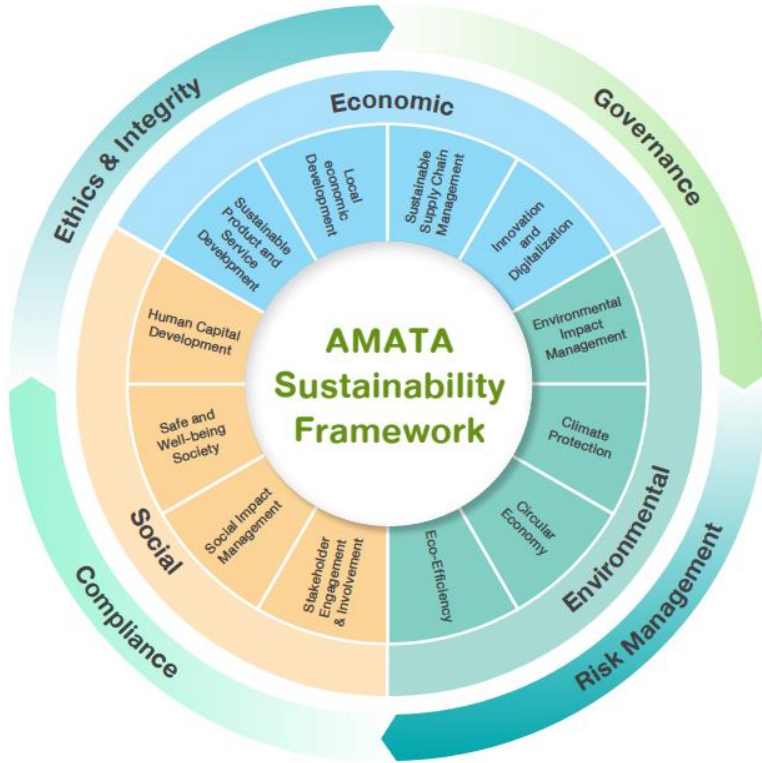 Ethics & Integrity
Governance
Risk Management
Compliance
Economic
Environmental
Social
Sustainable
Product and
Service
Development
Local
economic
Development
Sustainable
Supply Chain
Management
Innovation
and
Digitalization
Environmental
Impact
Management
Climate
Protection
Circular
Economy
Eco-Efficiency
Stakeholder
Engagement
& Involvement
Social Impact
Management
Safe and
Well-being
Society
Human Capital
Development
AMATA
Sustainability
Framework